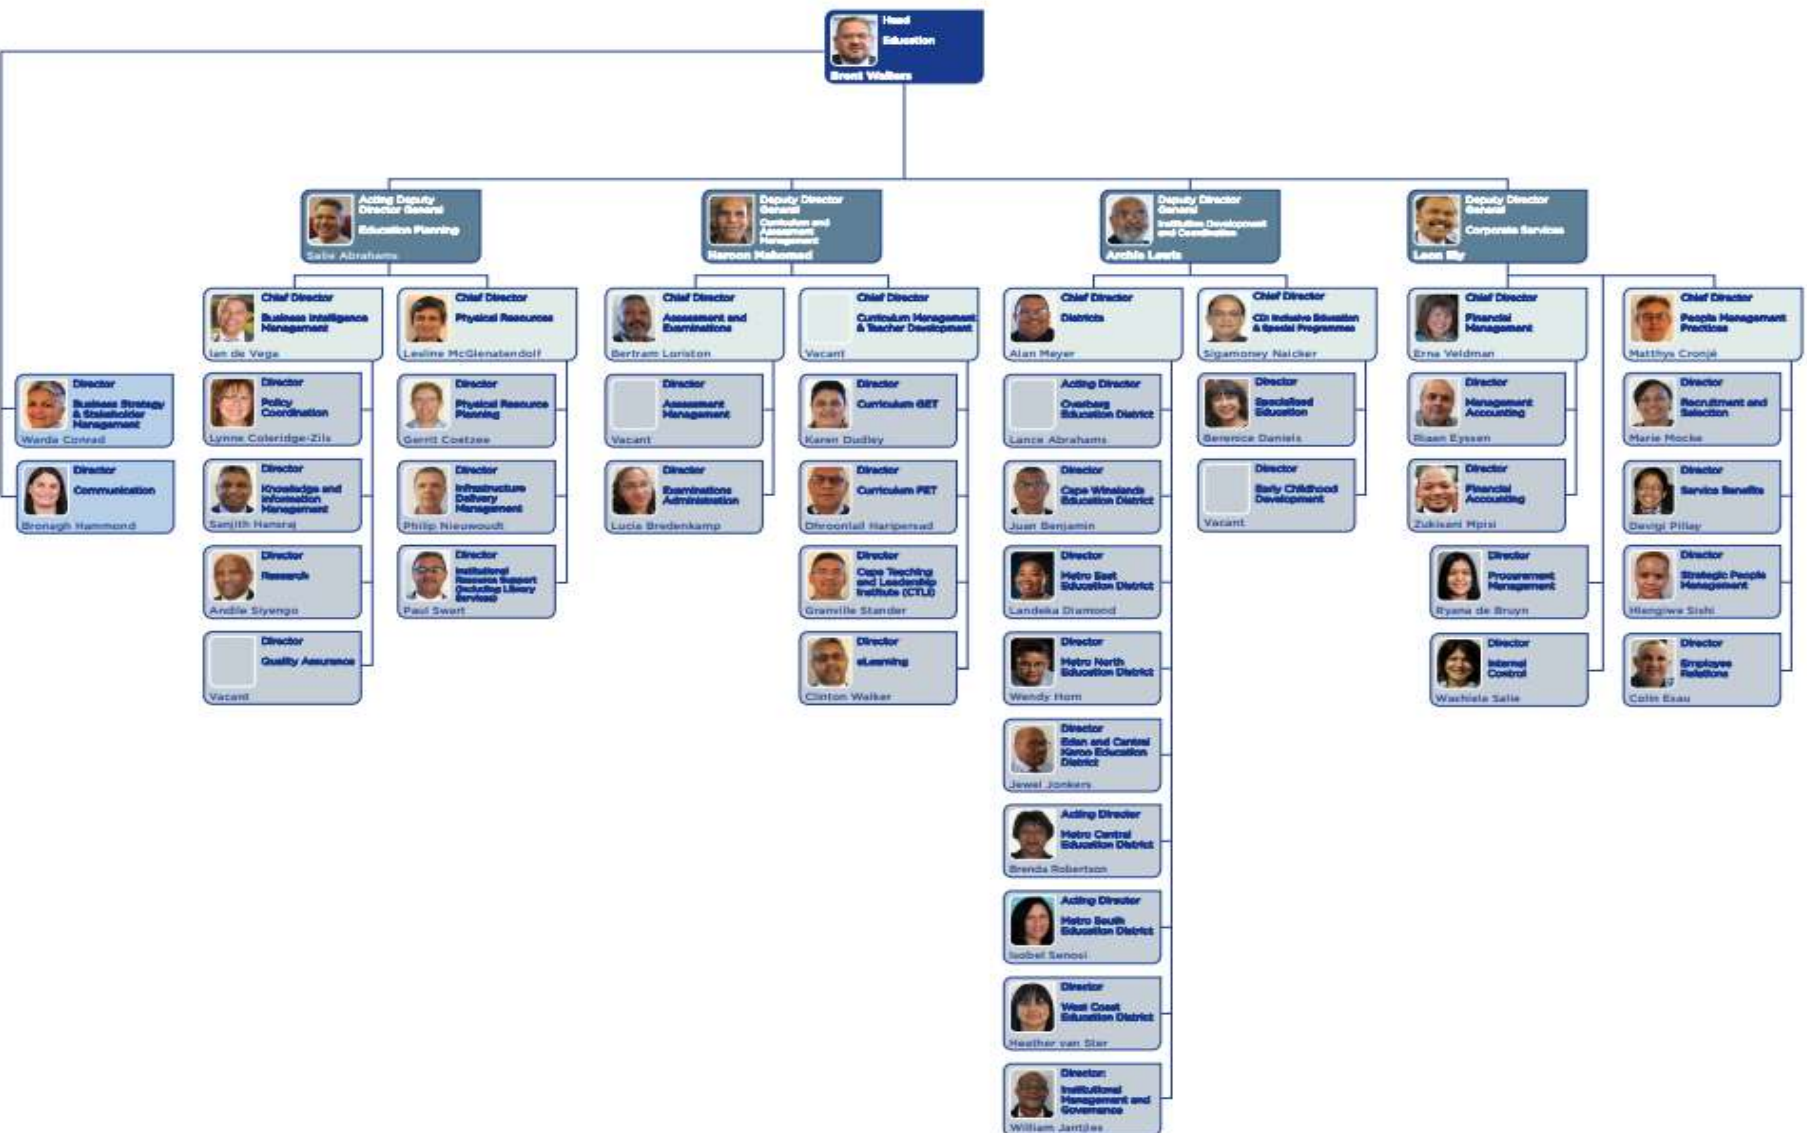 Head
Education
Brent Walters
Acting Deputy
Director General
Education Planning
Salie Abrahams
Deputy Director
General
Curriculum and
Assessment
Management
Haroon Mahomed
Deputy Director
General
Institution Development
and Coordination
Archie Lewis
Deputy Director
General
Corporate Services
Leon Ely
Chief Director
Business Intelligence
Management
Ian de Vega
Chief Director
Physical Resources
Chief Director
Assessment and
Examinations
Bertram Loriston
Chief Director
Curriculum Management
& Teacher Development
Vacant
Chief Director
Districts
Alan Meyer
Chief Director
CD: Inclusive Education
& Special Programmes
Sigamoney Naicker
Chief Director
Financial
Management
Erna Veldman
Chief Director
People Management
Practices
Matthys Cronjé
Director
Business Strategy
& Stakeholder
Management
Warda Conrad
Director
Communication
Bronagh Hammond
Director
Policy
Coordination
Lynne Coleridge-Zils
Director
Knowledge and
Information
Management
Sanjith Hansraj
Director
Research
Andile Siyengo
Director
Quality Assurance
Vacant
Director
Physical Resource
Planning
Gerrit Coetzee
Director
Infrastructure
Delivery
Management
Philip Nieuwoudt
Director
Institutional
Resource Support
(including Library
Services)
Paul Swart
Director
Assessment
Management
Vacant
Director
Examinations
Administration
Lucia Bredenkamp
Director
Curriculum GET
Karen Dudley
Director
Curriculum FET
Director
Cape Teaching
and Leadership
Institute (CTLI)
Granville Stander
Director
eLearning
Clinton Walker
Acting Director
Overberg
Education District
Lance Abrahams
Director
Cape Winelands
Education District
Juan Benjamin
Director
Metro East
Education District
Landeka Diamond
Director
Metro North
Education District
Wendy Horn
Director
Eden and Central
Karoo Education
District
Jewel Jonkers
Acting Director
Metro Central
Education District
Brenda Robertson
Acting Director
Metro South
Education District
Isobel Senosi
Director
West Coast
Education District
Heather van Ster
Director:
Institutional
Management and
Governance
William Jantjies
Director
Specialised
Education
Berenice Daniels
Director
Early Childhood
Development
Vacant
Director
Management
Accounting
Riaan Eyssen
Director
Financial
Accounting
Zukisani Mpisi
Director
Procurement
Management
Ryana de Bruyn
Director
Internal
Control
Wachiela Salie
Director
Recruitment and
Selection
Marie Mocke
Director
Service Benefits
Devigi Pillay
Director
Strategic People
Management
Hlengiwe Sishi
Director
Employee
Relations
Colin Esau